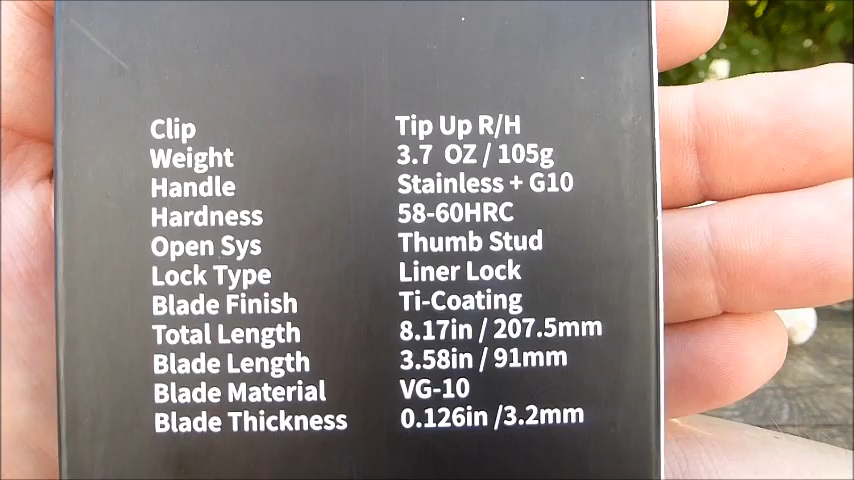 Clip Tip Up R/H
Weight 3.7 OZ / 105g
Handle Stainless + G10
Hardness 58-60HRC
Open Sys Thumb Stud
Lock Type Liner Lock
Blade Finish Ti-Coating
Total Length 8.17in / 207.5mm
Blade Length 3.58in / 91mm
Blade Material VG-10
Blade Thickness 0.126in /3.2mm